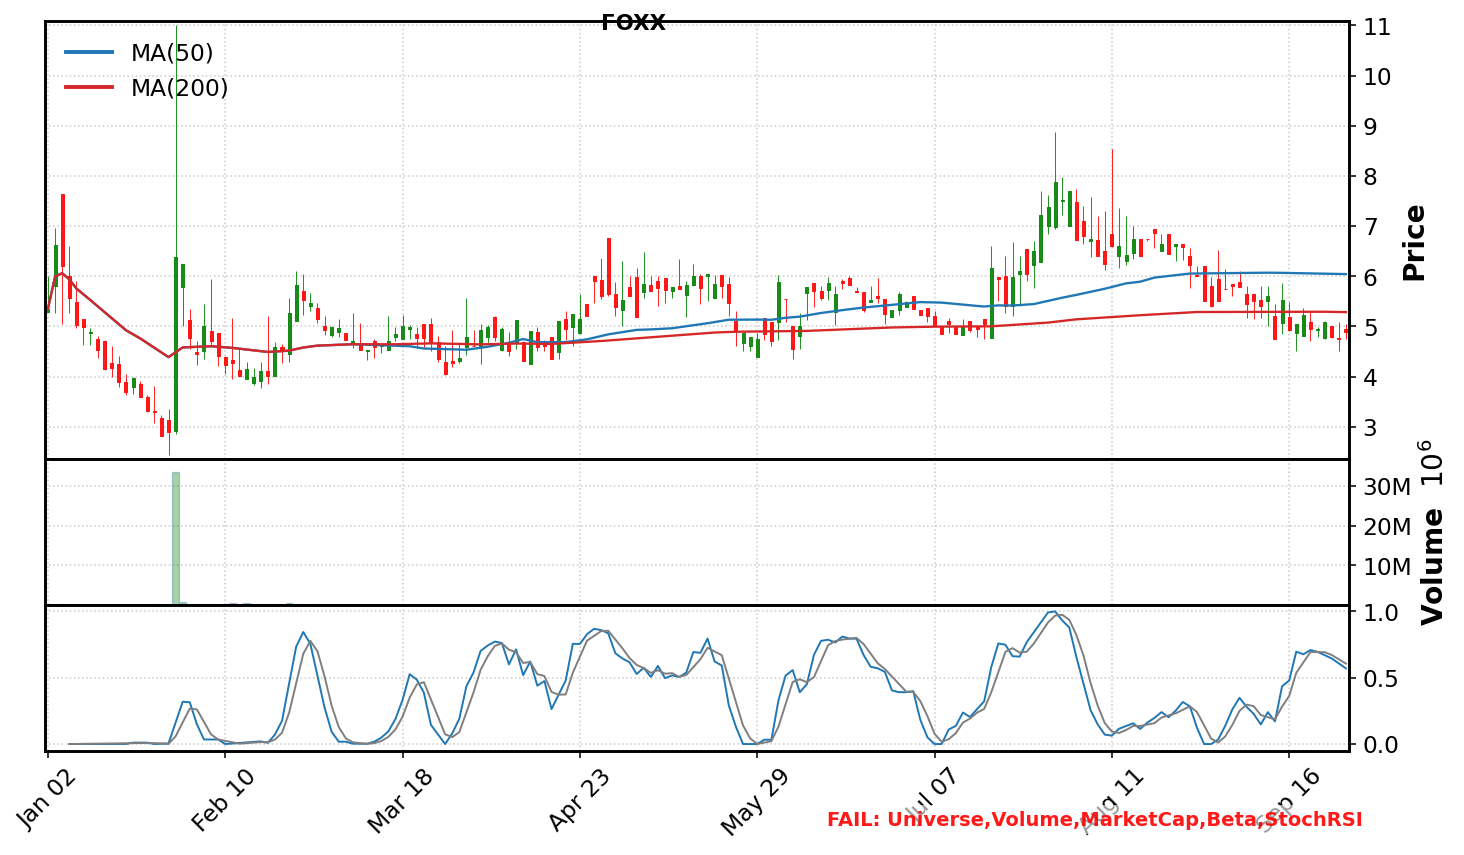 FOXX
MA(50)
MA(200)
11
10
9
8
7
6
5
4
3
Price
10^6
30M
20M
10M
Volume
1.0
0.5
0.0
Jan 02
Feb 10
Mar 18
Apr 23
May 29
Jul 07
Aug 11
Sep 16
FAIL: Universe,Volume,MarketCap,Beta,StochRSI